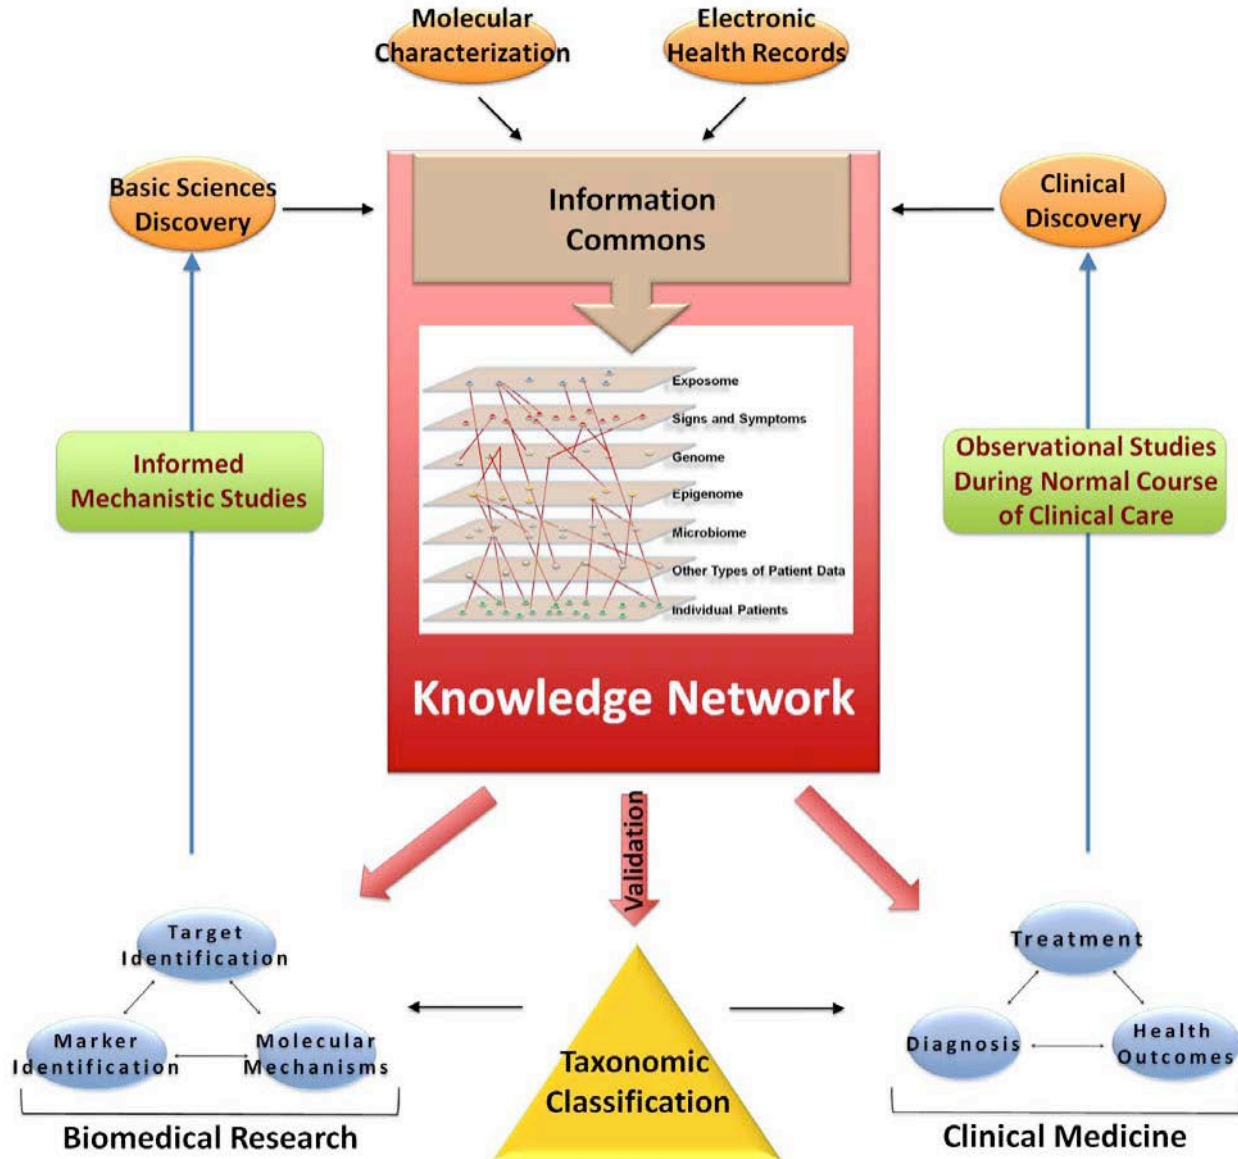 Molecular
Characterization
Electronic
Health Records
Basic Sciences
Discovery
Information
Commons
Clinical
Discovery
Exposome
Signs and Symptoms
Genome
Epigenome
Microbiome
Other Types of Patient Data
Individual Patients
Informed
Mechanistic Studies
Observational Studies
During Normal Course
of Clinical Care
Knowledge Network
Validation
Target
Identification
Marker
Identification
Molecular
Mechanisms
Biomedical Research
Taxonomic
Classification
Treatment
Diagnosis
Health
Outcomes
Clinical Medicine